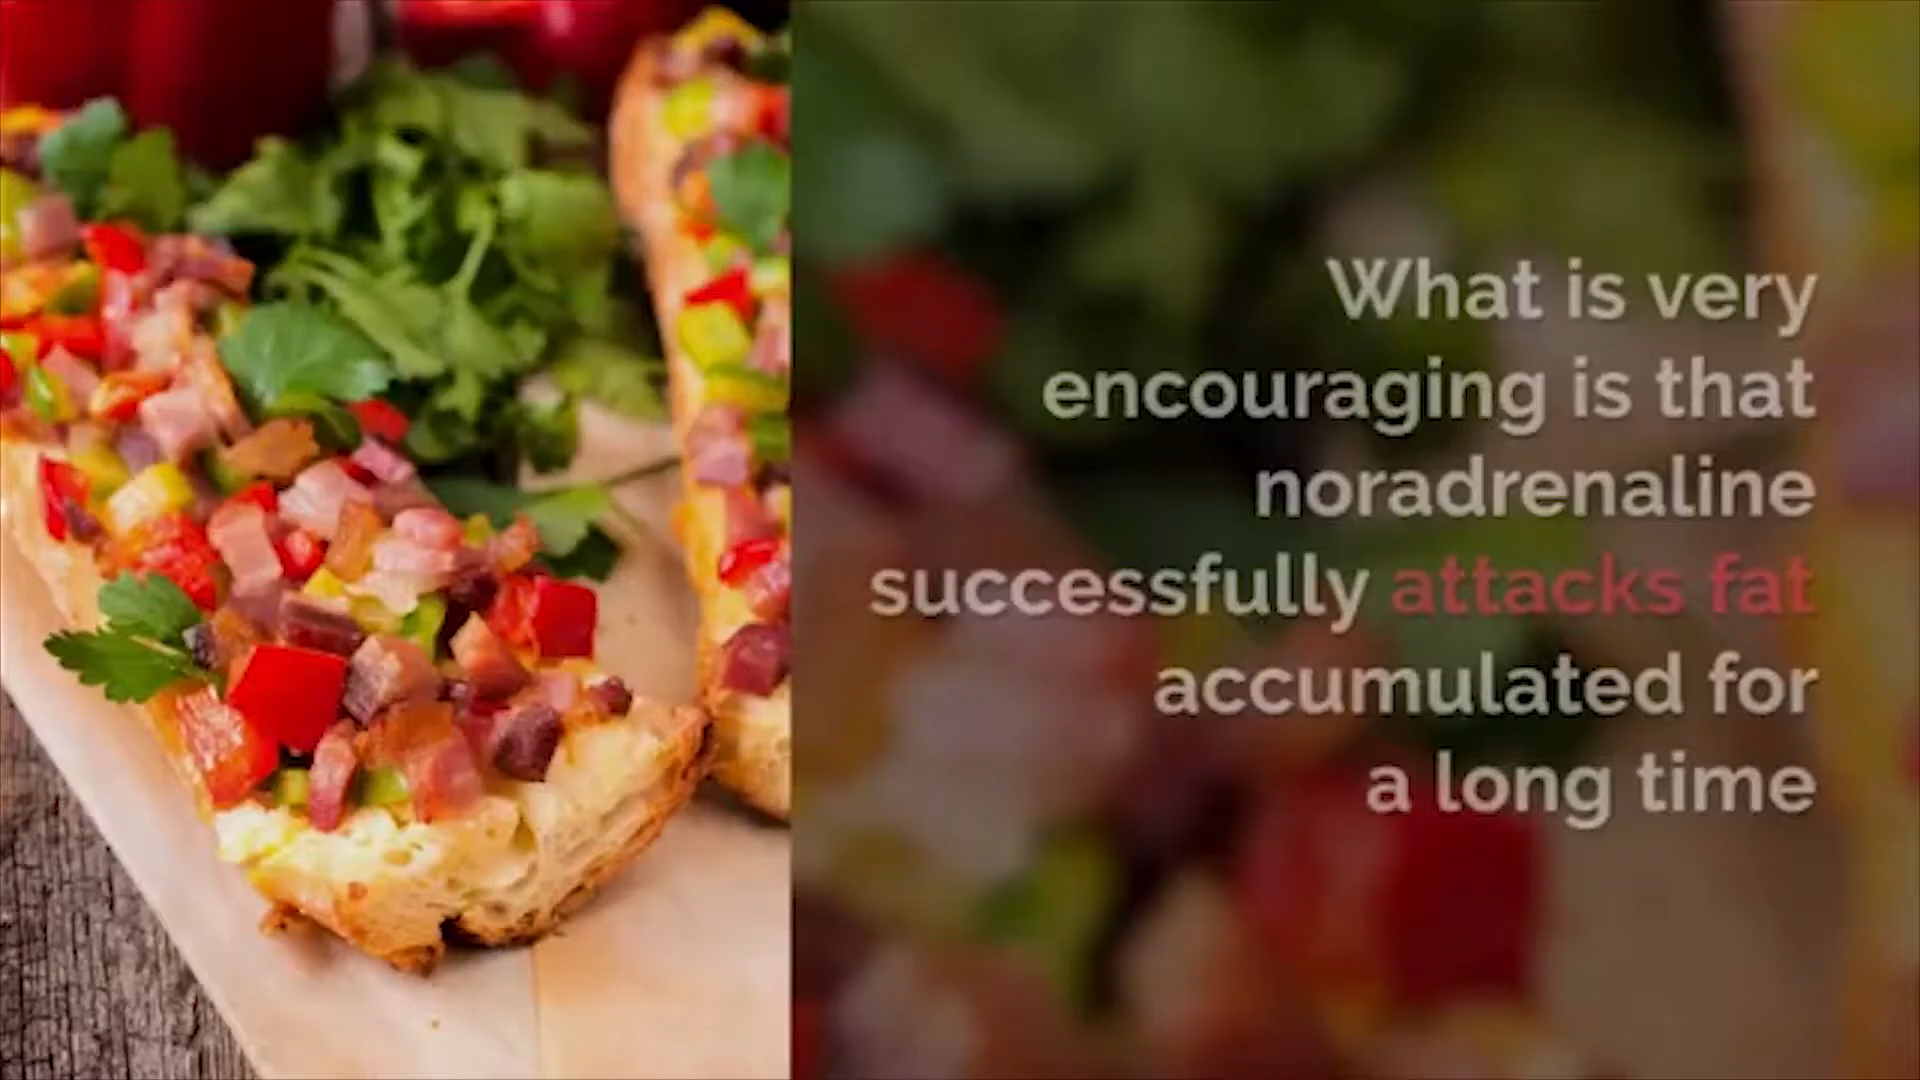 What is very
encouraging is that
noradrenaline
successfully attacks fat
accumulated for
a long time